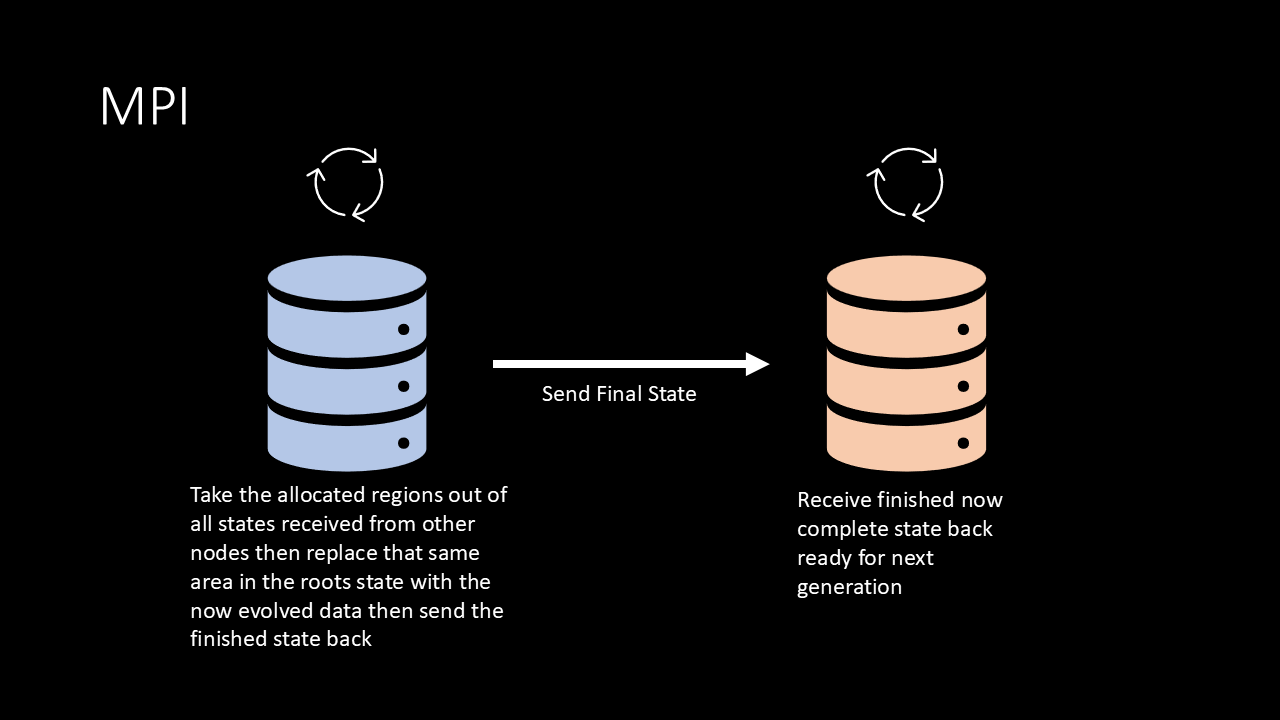 MPI
Send Final State
Take the allocated regions out of
all states received from other
nodes then replace that same
area in the roots state with the
now evolved data then send the
finished state back
Receive finished now
complete state back
ready for next
generation